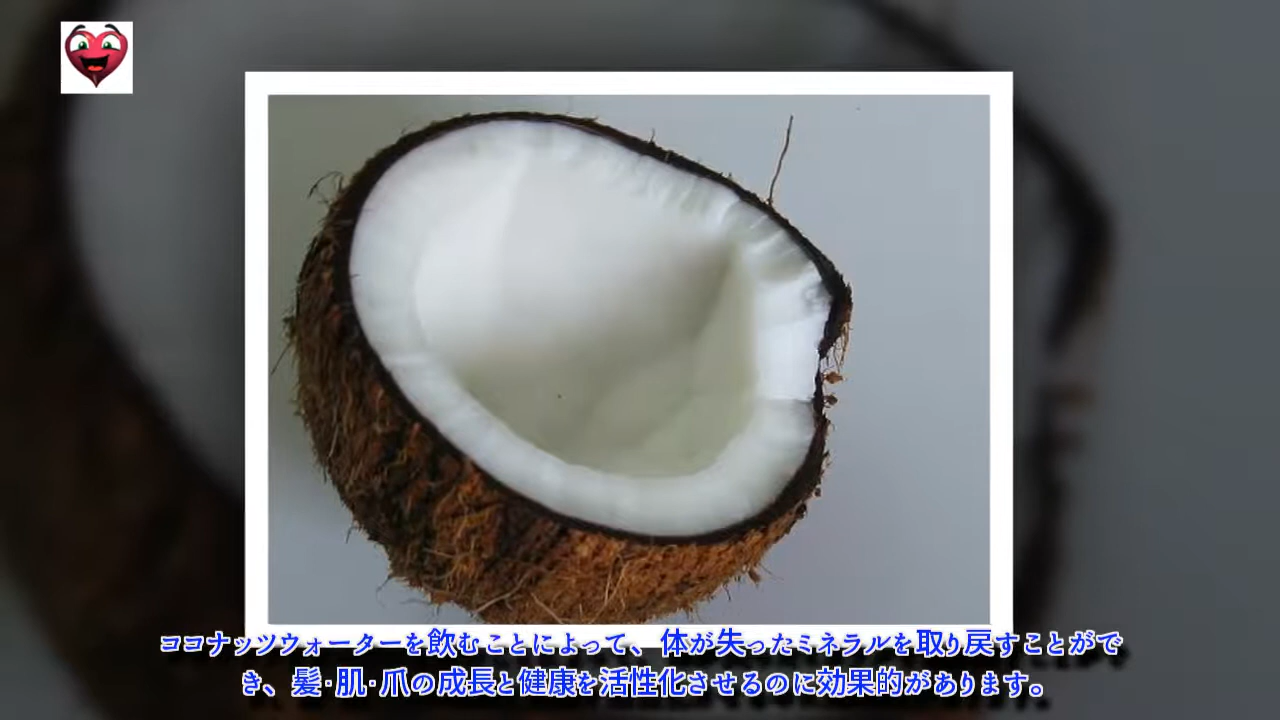 ココナッツウォーターを飲むことによって、体が失ったミネラルを取り戻すことがで
き、髪·肌·爪の成長と健康を活性化させるのに効果的があります。